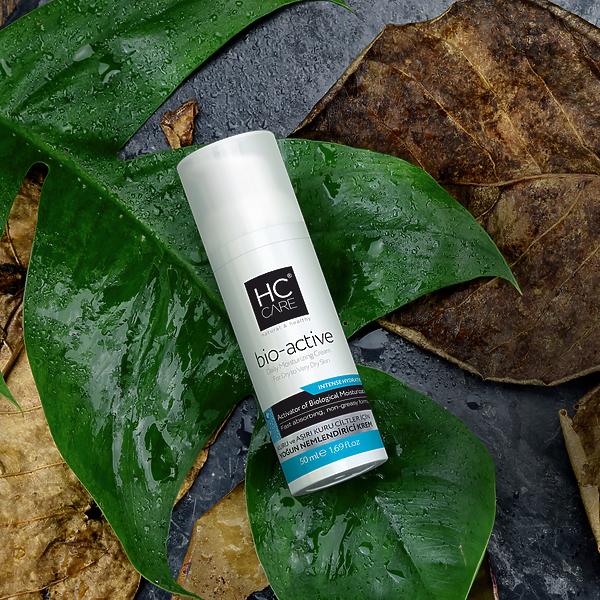 HC®
CARE
natural & healthy
bio-active
Daily Moisturizing Cream
For Dry to Very Dry Skin
INTENSE HYDRATION
Activator of Biological Moisturization
Fast absorbing, non-greasy formula
KURU ve AŞIRI KURU CİLTLER İÇİN
YOĞUN NEMLENDİRİCİ KREM
50 ml ℮ 1,69 fl.oz